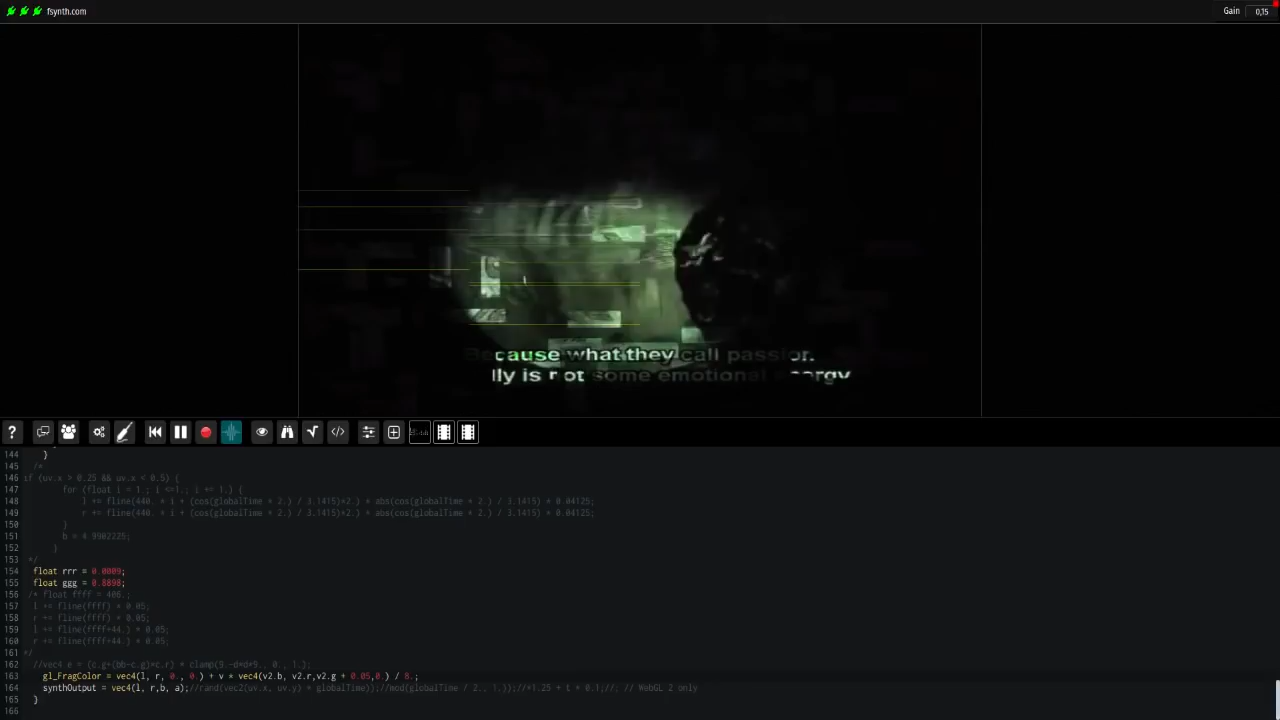 fsynth.com
Gain 0,15
Because what they call passion.
lly is not some emotional energy
?
144 }
145 /*
146 if (uv.x > 0.25 && uv.x < 0.5) {
147 for (float i = 1.; i <=1.; i += 1.) {
148 l += fline(440. * i + (cos(globalTime * 2.) / 3.1415)*2.) * abs(cos(globalTime * 2.) / 3.1415) * 0.04125;
149 r += fline(440. * i + (cos(globalTime * 2.) / 3.1415)*2.) * abs(cos(globalTime * 2.) / 3.1415) * 0.04125;
150 }
151 b = 4.9902225;
152 }
153 */
154 float rrr = 0.0009;
155 float ggg = 0.8898;
156 /* float ffff = 406.;
157 l += fline(ffff) * 0.05;
158 r += fline(ffff) * 0.05;
159 l += fline(ffff+44.) * 0.05;
160 r += fline(ffff+44.) * 0.05;
161 */
162 //vec4 e = (c.g+(bb-c.g)*c.r) * clamp(9.-d*d*9., 0., 1.);
163 gl_FragColor = vec4(l, r, 0., 0.) + v * vec4(v2.b, v2.r,v2.g + 0.05,0.) / 8.;
164 synthOutput = vec4(l, r,b, a);//rand(vec2(uv.x, uv.y) * globalTime));//mod(globalTime / 2., 1.));//*1.25 + t * 0.1;//; // WebGL 2 only
165 }
166